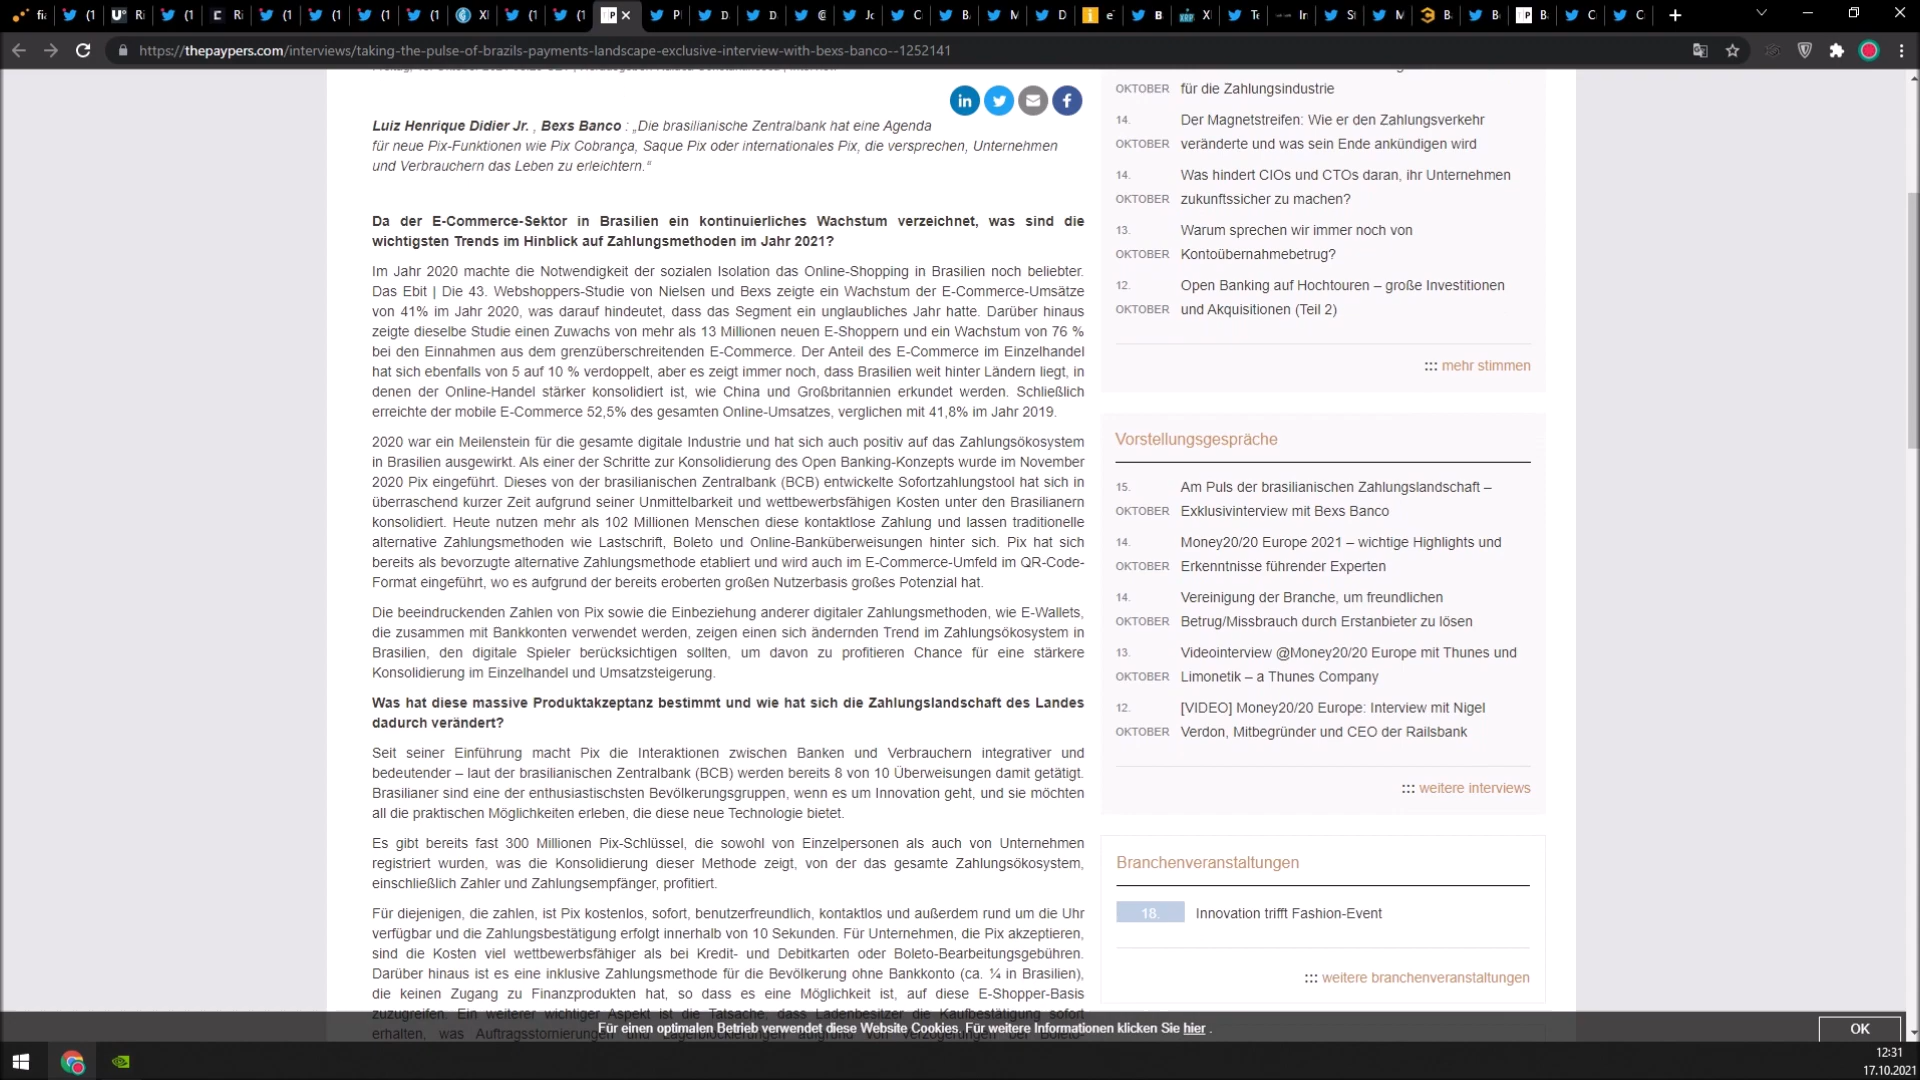 fi
(1
Ri
(1
Ri
(1
(1
(1
(1
XI
(1
(1
P
D
D
@
Jo
C
B
M
D
e
B
X
Te
In
St
M
B
B
B
C
C
https://thepaypers.com/interviews/taking-the-pulse-of-brazils-payments-landscape-exclusive-interview-with-bexs-banco--1252141
Luiz Henrique Didier Jr. , Bexs Banco : „Die brasilianische Zentralbank hat eine Agenda
für neue Pix-Funktionen wie Pix Cobrança, Saque Pix oder internationales Pix, die versprechen, Unternehmen
und Verbrauchern das Leben zu erleichtern.“
Da der E-Commerce-Sektor in Brasilien ein kontinuierliches Wachstum verzeichnet, was sind die
wichtigsten Trends im Hinblick auf Zahlungsmethoden im Jahr 2021?
Im Jahr 2020 machte die Notwendigkeit der sozialen Isolation das Online-Shopping in Brasilien noch beliebter.
Das Ebit | Die 43. Webshoppers-Studie von Nielsen und Bexs zeigte ein Wachstum der E-Commerce-Umsätze
von 41% im Jahr 2020, was darauf hindeutet, dass das Segment ein unglaubliches Jahr hatte. Darüber hinaus
zeigte dieselbe Studie einen Zuwachs von mehr als 13 Millionen neuen E-Shoppern und ein Wachstum von 76 %
bei den Einnahmen aus dem grenzüberschreitenden E-Commerce. Der Anteil des E-Commerce im Einzelhandel
hat sich ebenfalls von 5 auf 10 % verdoppelt, aber es zeigt immer noch, dass Brasilien weit hinter Ländern liegt, in
denen der Online-Handel stärker konsolidiert ist, wie China und Großbritannien erkundet werden. Schließlich
erreichte der mobile E-Commerce 52,5% des gesamten Online-Umsatzes, verglichen mit 41,8% im Jahr 2019.
2020 war ein Meilenstein für die gesamte digitale Industrie und hat sich auch positiv auf das Zahlungsökosystem
in Brasilien ausgewirkt. Als einer der Schritte zur Konsolidierung des Open Banking-Konzepts wurde im November
2020 Pix eingeführt. Dieses von der brasilianischen Zentralbank (BCB) entwickelte Sofortzahlungstool hat sich in
überraschend kurzer Zeit aufgrund seiner Unmittelbarkeit und wettbewerbsfähigen Kosten unter den Brasilianern
konsolidiert. Heute nutzen mehr als 102 Millionen Menschen diese kontaktlose Zahlung und lassen traditionelle
alternative Zahlungsmethoden wie Lastschrift, Boleto und Online-Banküberweisungen hinter sich. Pix hat sich
bereits als bevorzugte alternative Zahlungsmethode etabliert und wird auch im E-Commerce-Umfeld im QR-Code-
Format eingeführt, wo es aufgrund der bereits eroberten großen Nutzerbasis großes Potenzial hat.
Die beeindruckenden Zahlen von Pix sowie die Einbeziehung anderer digitaler Zahlungsmethoden, wie E-Wallets,
die zusammen mit Bankkonten verwendet werden, zeigen einen sich ändernden Trend im Zahlungsökosystem in
Brasilien, den digitale Spieler berücksichtigen sollten, um davon zu profitieren Chance für eine stärkere
Konsolidierung im Einzelhandel und Umsatzsteigerung.
Was hat diese massive Produktakzeptanz bestimmt und wie hat sich die Zahlungslandschaft des Landes
dadurch verändert?
Seit seiner Einführung macht Pix die Interaktionen zwischen Banken und Verbrauchern integrativer und
bedeutender – laut der brasilianischen Zentralbank (BCB) werden bereits 8 von 10 Überweisungen damit getätigt.
Brasilianer sind eine der enthusiastischsten Bevölkerungsgruppen, wenn es um Innovation geht, und sie möchten
all die praktischen Möglichkeiten erleben, die diese neue Technologie bietet.
Es gibt bereits fast 300 Millionen Pix-Schlüssel, die sowohl von Einzelpersonen als auch von Unternehmen
registriert wurden, was die Konsolidierung dieser Methode zeigt, von der das gesamte Zahlungsökosystem,
einschließlich Zahler und Zahlungsempfänger, profitiert.
Für diejenigen, die zahlen, ist Pix kostenlos, sofort, benutzerfreundlich, kontaktlos und außerdem rund um die Uhr
verfügbar und die Zahlungsbestätigung erfolgt innerhalb von 10 Sekunden. Für Unternehmen, die Pix akzeptieren,
sind die Kosten viel wettbewerbsfähiger als bei Kredit- und Debitkarten oder Boleto-Bearbeitungsgebühren.
Darüber hinaus ist es eine inklusive Zahlungsmethode für die Bevölkerung ohne Bankkonto (ca. ¼ in Brasilien),
die keinen Zugang zu Finanzprodukten hat, so dass es eine Möglichkeit ist, auf diese E-Shopper-Basis
zuzugreifen. Ein weiterer wichtiger Aspekt ist die Tatsache, dass Ladenbesitzer die Kaufbestätigung sofort
erhalten, was Auftragsstornierungen
OKTOBER für die Zahlungsindustrie
14. Der Magnetstreifen: Wie er den Zahlungsverkehr
OKTOBER veränderte und was sein Ende ankündigen wird
14. Was hindert CIOs und CTOs daran, ihr Unternehmen
OKTOBER zukunftssicher zu machen?
13. Warum sprechen wir immer noch von
OKTOBER Kontoübernahmebetrug?
12. Open Banking auf Hochtouren – große Investitionen
OKTOBER und Akquisitionen (Teil 2)
::: mehr stimmen
Vorstellungsgespräche
15. Am Puls der brasilianischen Zahlungslandschaft –
OKTOBER Exklusivinterview mit Bexs Banco
14. Money20/20 Europe 2021 – wichtige Highlights und
OKTOBER Erkenntnisse führender Experten
14. Vereinigung der Branche, um freundlichen
OKTOBER Betrug/Missbrauch durch Erstanbieter zu lösen
13. Videointerview @Money20/20 Europe mit Thunes und
OKTOBER Limonetik – a Thunes Company
12. [VIDEO] Money20/20 Europe: Interview mit Nigel
OKTOBER Verdon, Mitbegründer und CEO der Railsbank
::: weitere interviews
Branchenveranstaltungen
18. Innovation trifft Fashion-Event
::: weitere branchenveranstaltungen
Für einen optimalen Betrieb verwendet diese Website Cookies. Für weitere Informationen klicken Sie hier .
OK
12:31
17.10.2021